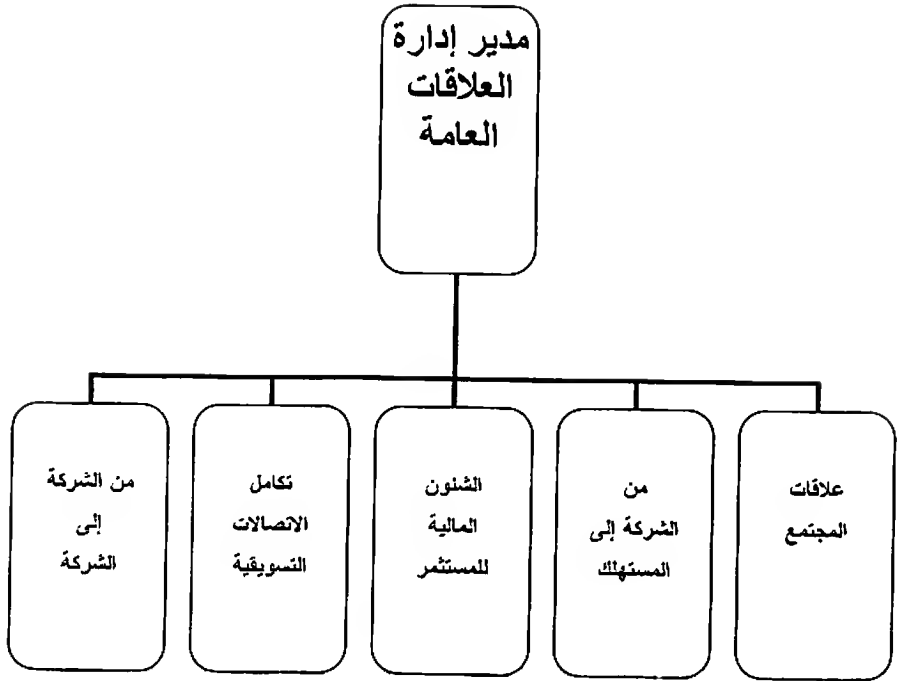 مدير إدارة
العلاقات
العامة
علاقات
المجتمع
من
الشركة إلى
المستهلك
الشئون
المالية
للمستثمر
تكامل
الاتصالات
التسويقية
من الشركة
إلى
الشركة